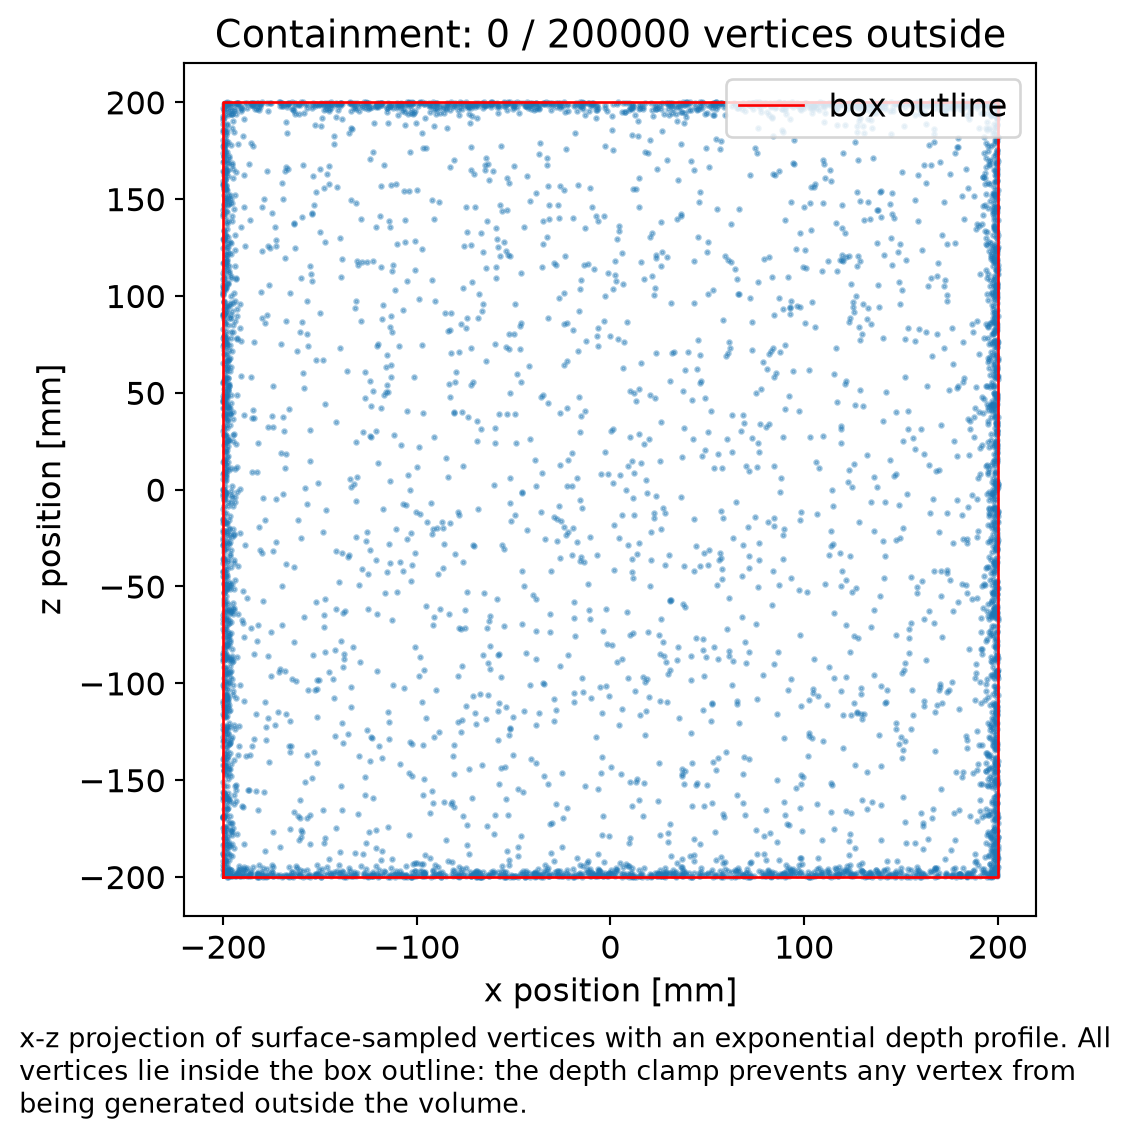 Containment: 0 / 200000 vertices outside
box outline
200
150
100
50
0
−50
−100
−150
−200
z position [mm]
−200
−100
0
100
200
x position [mm]
x-z projection of surface-sampled vertices with an exponential depth profile. All
vertices lie inside the box outline: the depth clamp prevents any vertex from
being generated outside the volume.